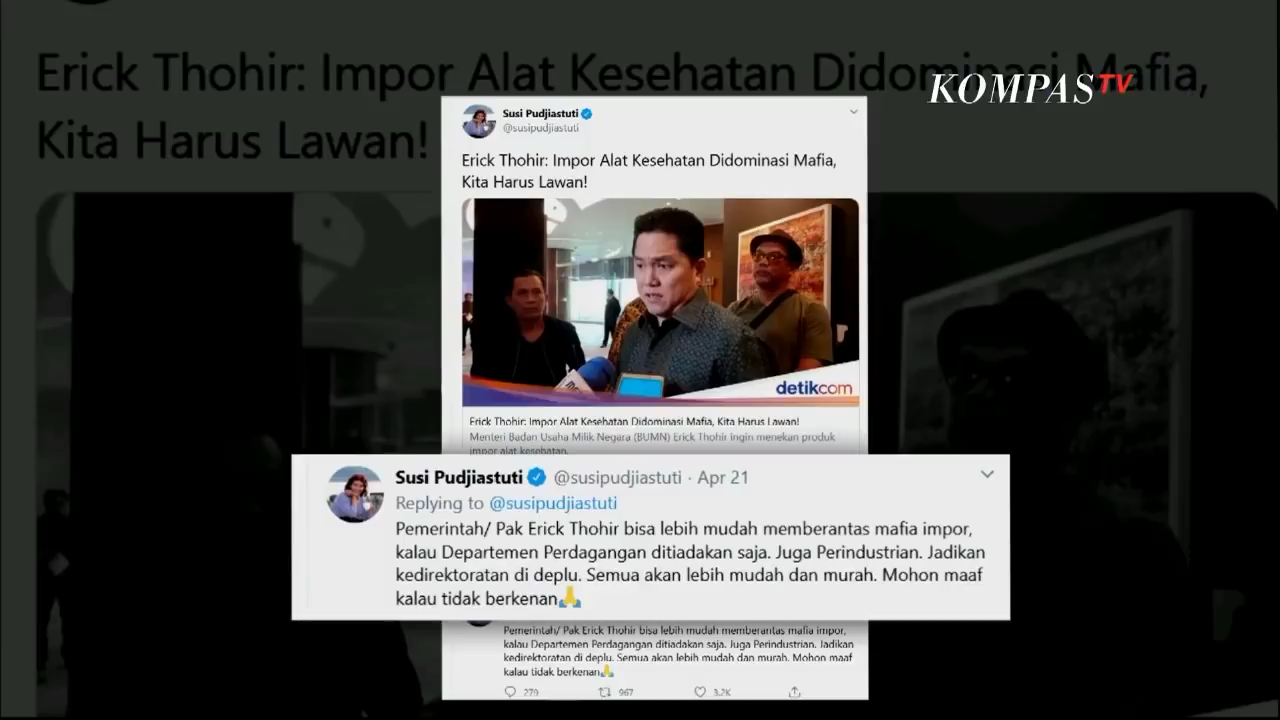 Erick Thohir: Impor Alat Kesehatan Didominasi Mafia,
Kita Harus Lawan!
KOMPAS TV
Susi Pudjiastuti
@susipudjiastuti
Erick Thohir: Impor Alat Kesehatan Didominasi Mafia,
Kita Harus Lawan!
detikcom
Erick Thohir: Impor Alat Kesehatan Didominasi Mafia, Kita Harus Lawan!
Menteri Badan Usaha Milik Negara (BUMN) Erick Thohir ingin menekan produk
impor alat kesehatan.
Susi Pudjiastuti @susipudjiastuti · Apr 21
Replying to @susipudjiastuti
Pemerintah/ Pak Erick Thohir bisa lebih mudah memberantas mafia impor,
kalau Departemen Perdagangan ditiadakan saja. Juga Perindustrian. Jadikan
kedirektoratan di deplu. Semua akan lebih mudah dan murah. Mohon maaf
kalau tidak berkenan🙏
Pemerintah/ Pak Erick Thohir bisa lebih mudah memberantas mafia impor,
kalau Departemen Perdagangan ditiadakan saja. Juga Perindustrian. Jadikan
kedirektoratan di deplu. Semua akan lebih mudah dan murah. Mohon maaf
kalau tidak berkenan🙏
279 967 3.2K